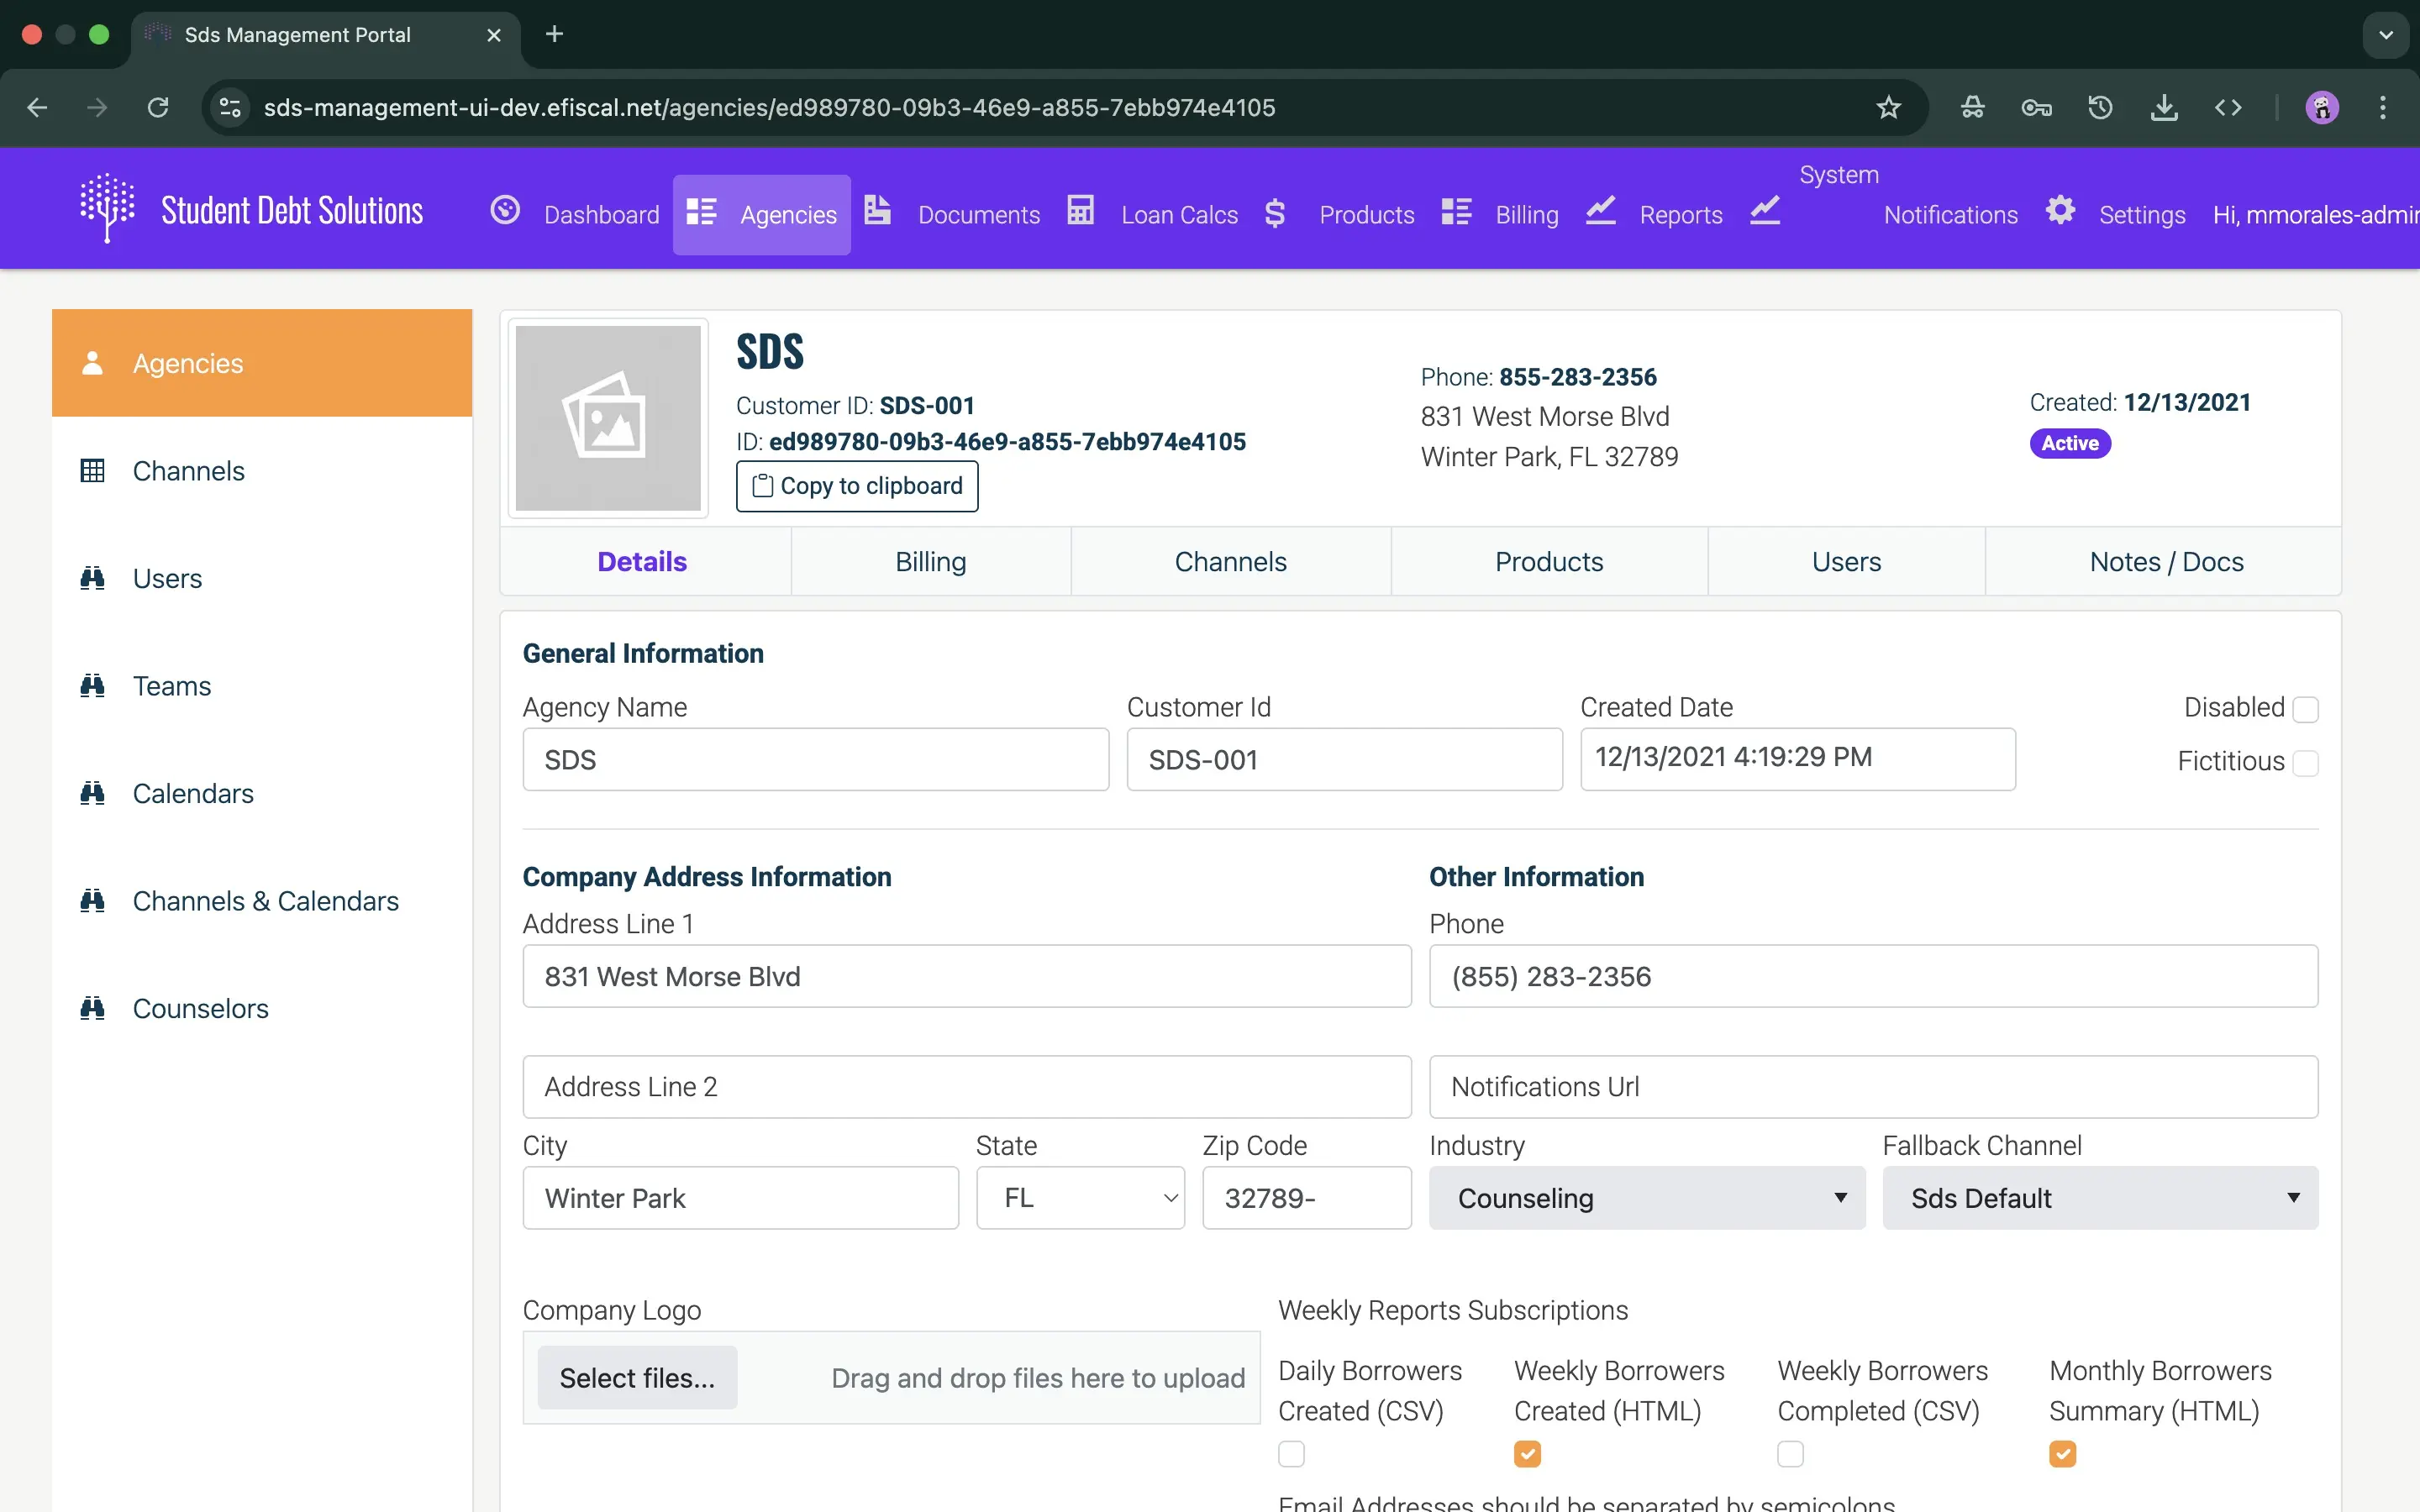 Sds Management Portal
sds-management-ui-dev.efiscal.net/agencies/ed989780-09b3-46e9-a855-7ebb974e4105
Student Debt Solutions
Dashboard
Agencies
Documents
Loan Calcs
Products
Billing
Reports
System
Notifications
Settings
Hi, mmorales-admin
Agencies
Channels
Users
Teams
Calendars
Channels & Calendars
Counselors
SDS
Customer ID: SDS-001
ID: ed989780-09b3-46e9-a855-7ebb974e4105
Copy to clipboard
Phone: 855-283-2356
831 West Morse Blvd
Winter Park, FL 32789
Created: 12/13/2021
Active
Details
Billing
Channels
Products
Users
Notes / Docs
General Information
Agency Name
SDS
Customer Id
SDS-001
Created Date
12/13/2021 4:19:29 PM
Disabled
Fictitious
Company Address Information
Address Line 1
831 West Morse Blvd
Address Line 2
City
Winter Park
State
FL
Zip Code
32789-
Other Information
Phone
(855) 283-2356
Notifications Url
Industry
Counseling
Fallback Channel
Sds Default
Company Logo
Select files...
Drag and drop files here to upload
Weekly Reports Subscriptions
Daily Borrowers
Created (CSV)
Weekly Borrowers
Created (HTML)
Weekly Borrowers
Completed (CSV)
Monthly Borrowers
Summary (HTML)
Email Addresses should be separated by semicolons